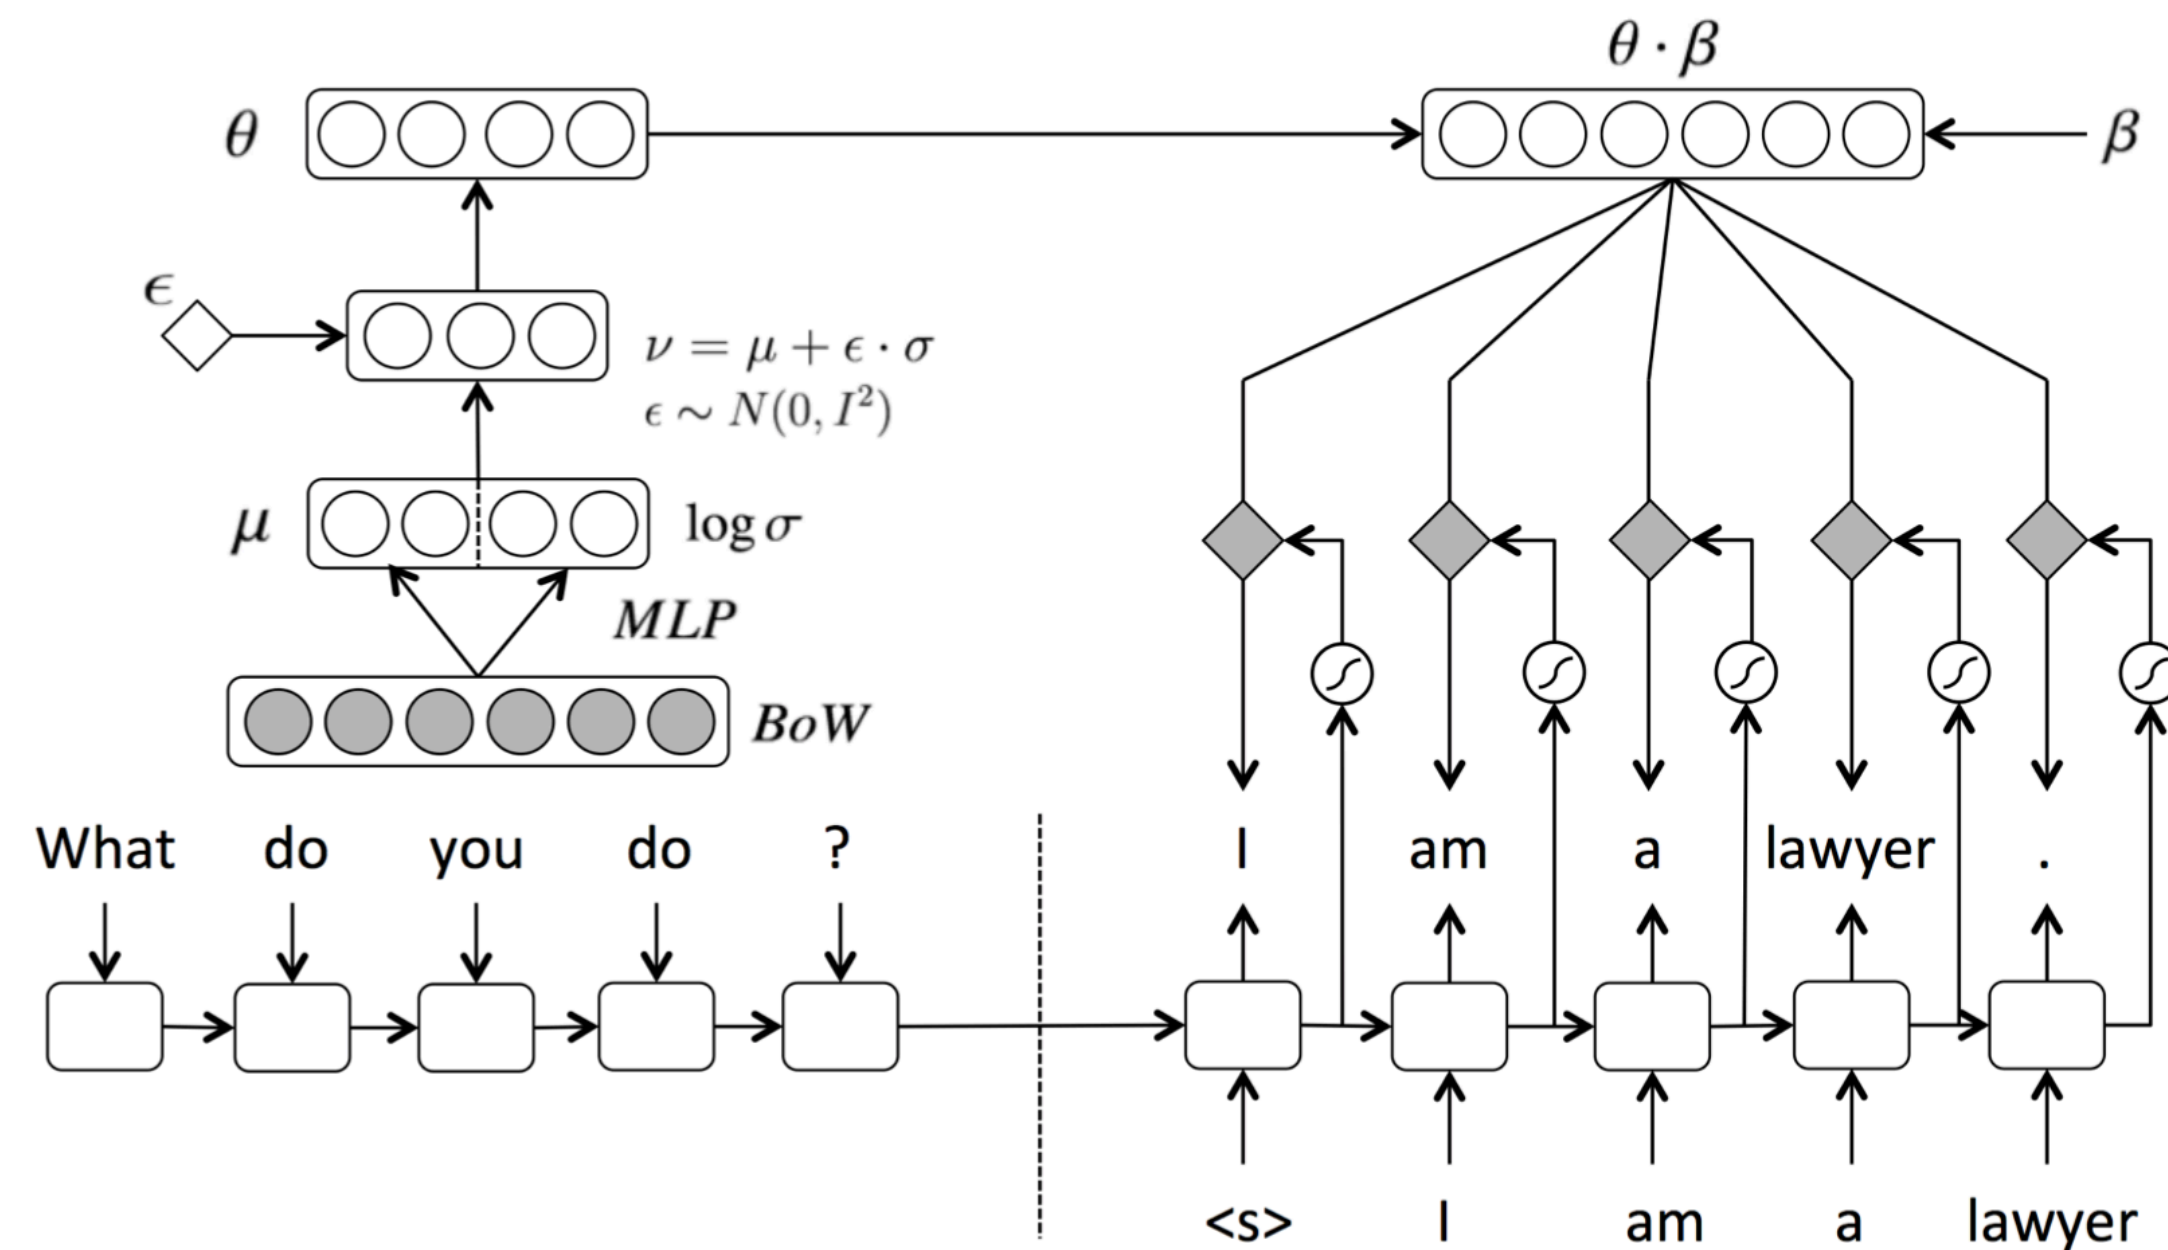 θ · β
θ
β
ϵ
ν = μ + ϵ · σ
ϵ ∼ N(0, I²)
μ
log σ
MLP
BoW
What do you do ?
I am a lawyer .
<s> I am a lawyer